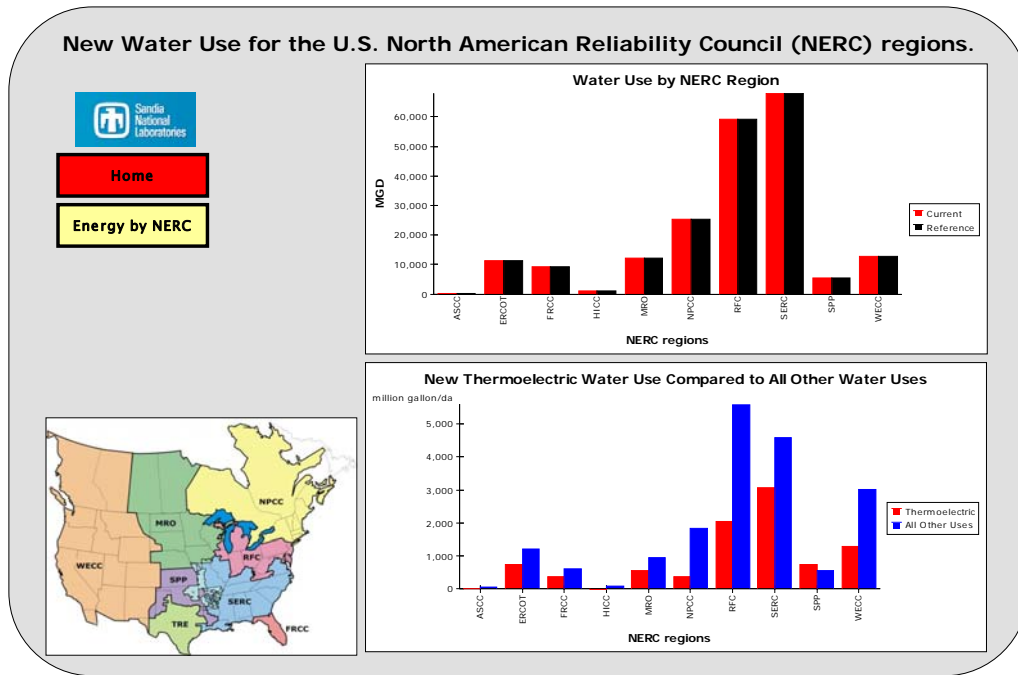 New Water Use for the U.S. North American Reliability Council (NERC) regions.
Sandia
National
Laboratories
Home
Energy by NERC
Water Use by NERC Region
MGD
60,000
50,000
40,000
30,000
20,000
10,000
0
ASCC
ERCOT
FRCC
HICC
MRO
NPCC
RFC
SERC
SPP
WECC
NERC regions
Current
Reference
New Thermoelectric Water Use Compared to All Other Water Uses
million gallon/da
5,000
4,000
3,000
2,000
1,000
0
ASCC
ERCOT
FRCC
HICC
MRO
NPCC
RFC
SERC
SPP
WECC
NERC regions
Thermoelectric
All Other Uses
NPCC
MRO
RFC
WECC
SPP
SERC
TRE
FRCC